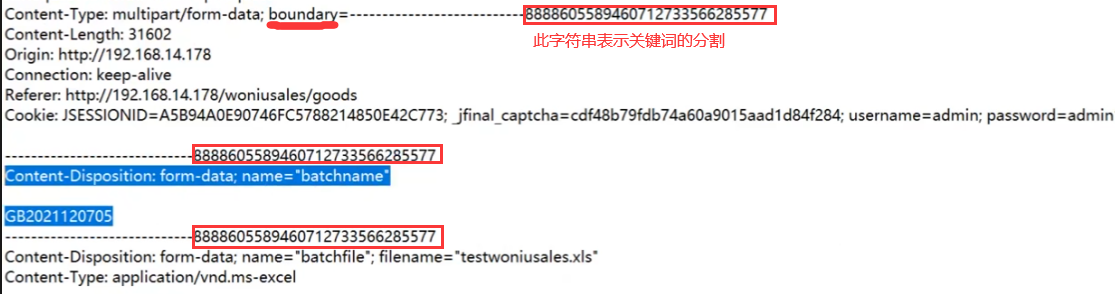 Content-Type: multipart/form-data; boundary=---------------------------8888605589460712733566285577
此字符串表示关键词的分割
Content-Length: 31602
Origin: http://192.168.14.178
Connection: keep-alive
Referer: http://192.168.14.178/woniusales/goods
Cookie: JSESSIONID=A5B94A0E90746FC5788214850E42C773; _jfinal_captcha=cdf48b79fdb74a60a9015aad1d84f284; username=admin; password=admin
-----------------------------8888605589460712733566285577
Content-Disposition: form-data; name="batchname"
GB2021120705
-----------------------------8888605589460712733566285577
Content-Disposition: form-data; name="batchfile"; filename="testwoniusales.xls"
Content-Type: application/vnd.ms-excel